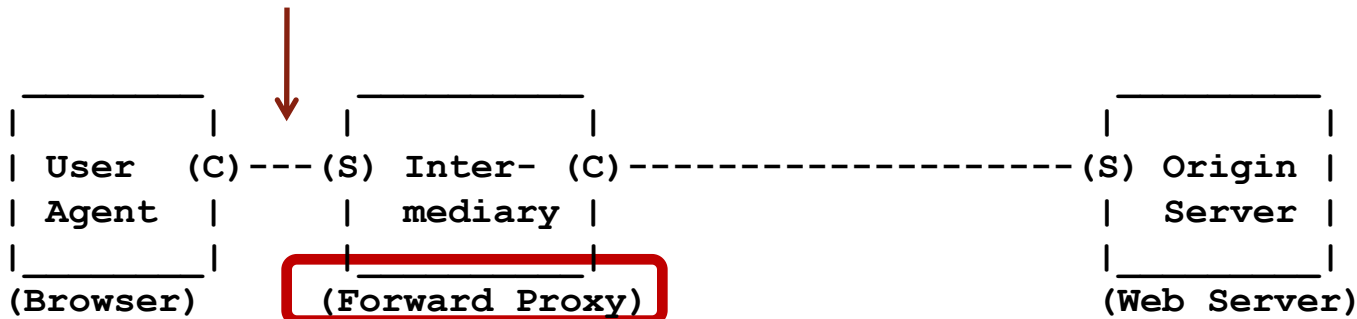 User (C)---(S) Inter- (C)--------------------(S) Origin
Agent mediary Server
(Browser) (Forward Proxy) (Web Server)